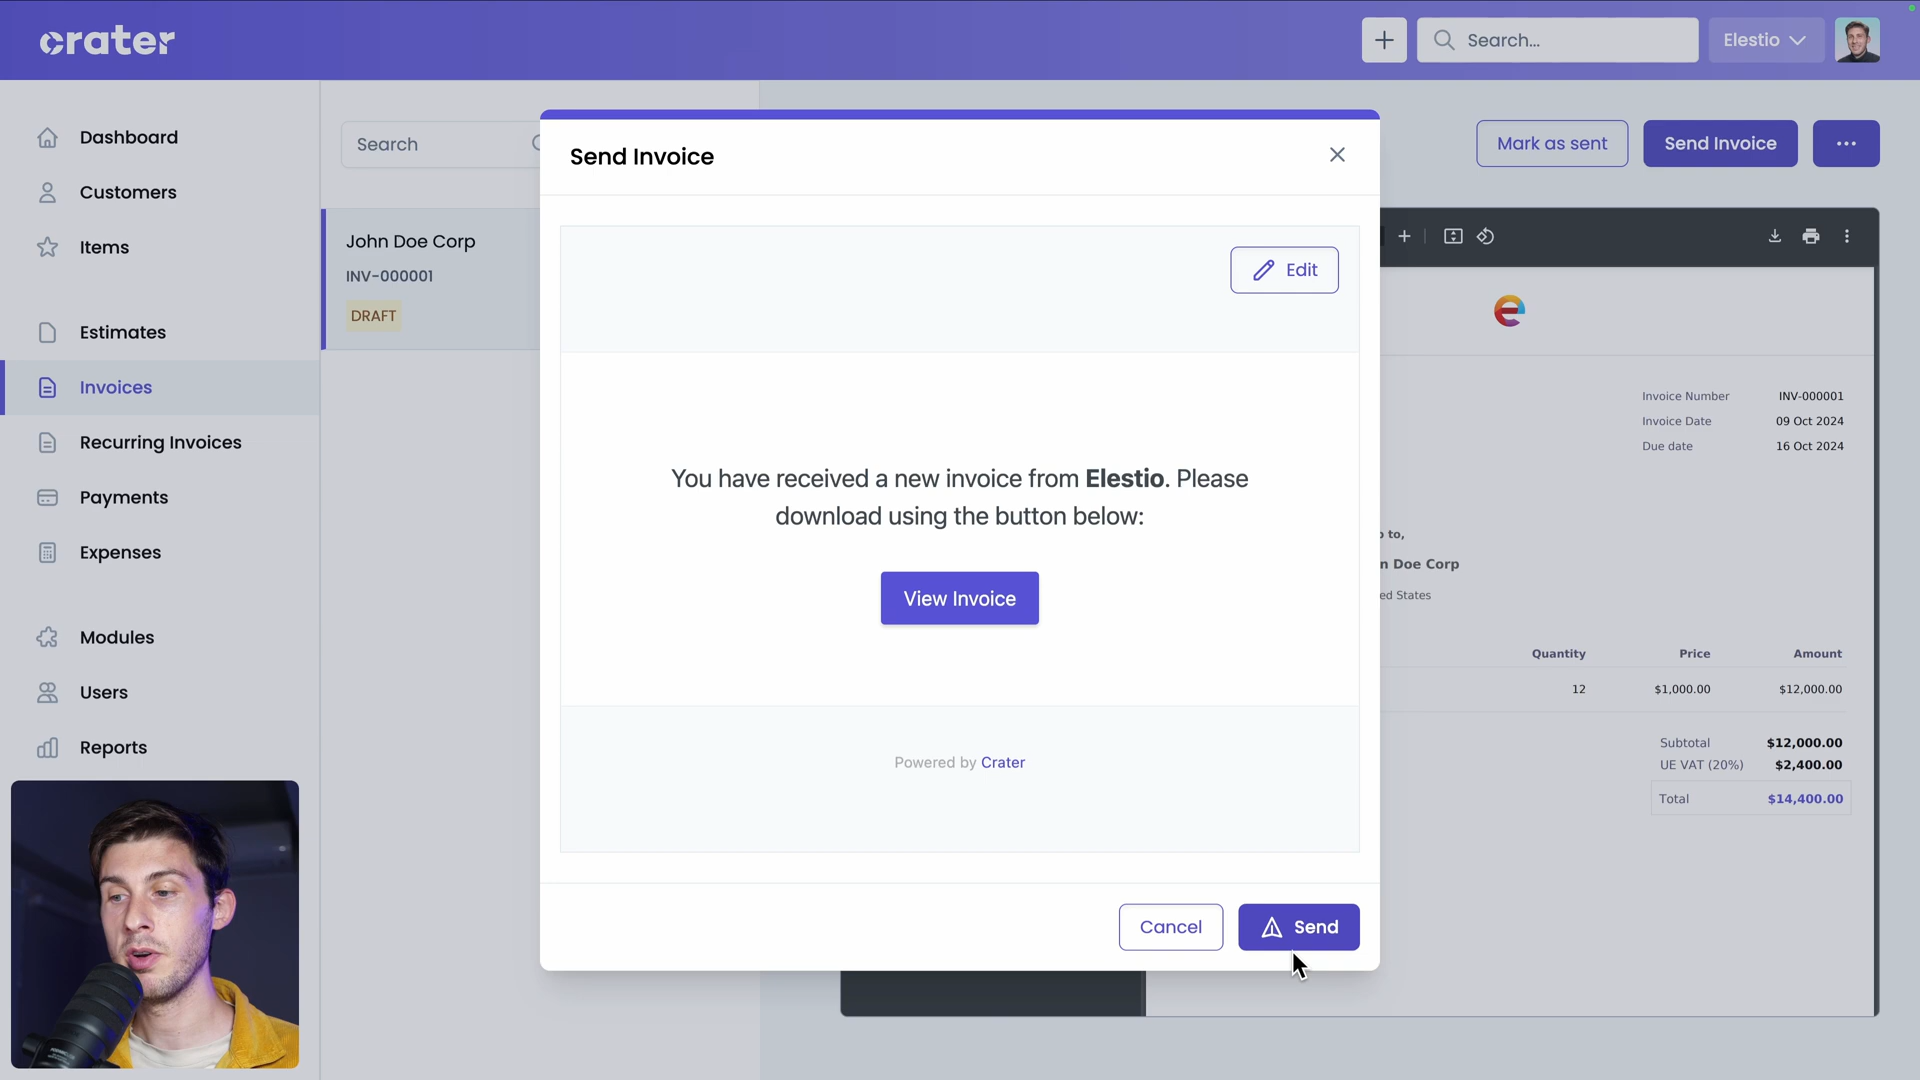 crater
Search...
Elestio
Dashboard
Customers
Items
Estimates
Invoices
Recurring Invoices
Payments
Expenses
Modules
Users
Reports
Search
John Doe Corp
INV-000001
DRAFT
Mark as sent
Send Invoice
Send Invoice
Edit
You have received a new invoice from Elestio. Please
download using the button below:
View Invoice
Powered by Crater
Cancel
Send
Invoice Number INV-000001
Invoice Date 09 Oct 2024
Due date 16 Oct 2024
to,
n Doe Corp
ed States
Quantity Price Amount
12 $1,000.00 $12,000.00
Subtotal $12,000.00
UE VAT (20%) $2,400.00
Total $14,400.00